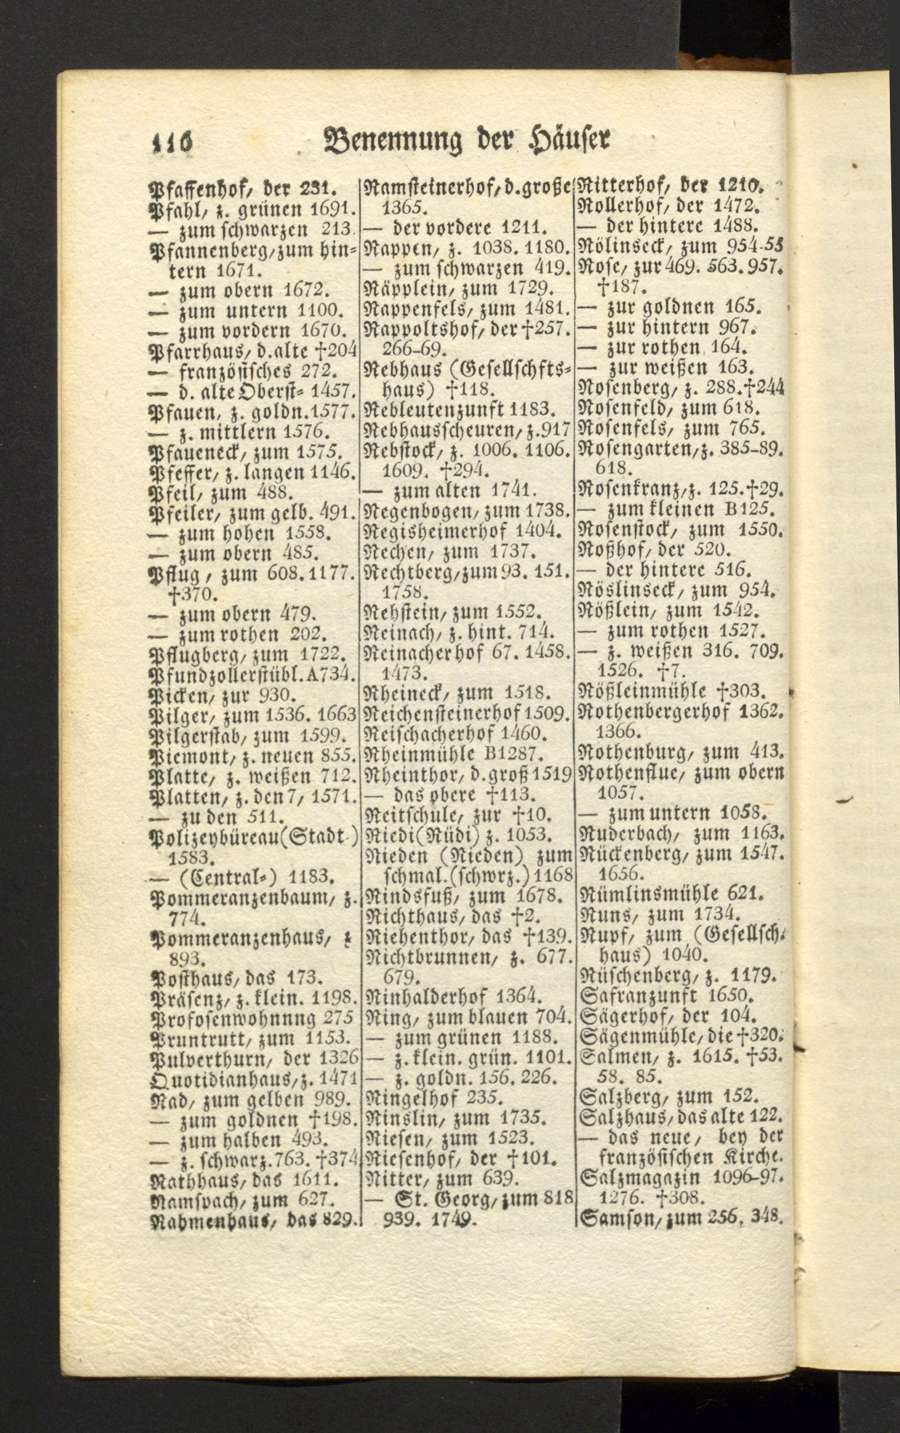 116
Benennung der Häuser
Pfaffenhof, der 231.
Pfahl, z. grünen 1691.
— zum schwarzen 213.
Pfannenberg, zum hin=
tern 1671.
— zum obern 1672.
— zum untern 1100.
— zum vordern 1670.
Pfarrhaus, d. alte †204
— französisches 272.
— d. alte Oberst= 1457.
Pfauen, z. goldn. 1577.
— z. mittlern 1576.
Pfaueneck, zum 1575.
Pfeffer, z. langen 1146.
Pfeil, zum 488.
Pfeiler, zum gelb. 491.
— zum hohen 1558.
— zum obern 485.
Pflug, zum 608. 1177.
†370.
— zum obern 479.
— zum rothen 202.
Pflugberg, zum 1722.
Pfundzollerstübl. A734.
Picken, zur 930.
Pilger, zum 1536. 1663
Pilgerstab, zum 1599.
Piemont, z. neuen 855.
Platte, z. weißen 712.
Platten, z. den 7, 1571.
— zu den 511.
Polizeybüreau (Stadt=)
1583.
— (Central=) 1183.
Pommeranzenbaum, z.
774.
Pommeranzenhaus, z
893.
Posthaus, das 173.
Präsenz, z. klein. 1198.
Profosenwohnnng 275
Pruntrutt, zum 1153.
Pulverthurn, der 1326
Quotidianhaus, z. 1471
Rad, zum gelben 989.
— zum goldnen †198.
— zum halben 493.
— z. schwarz. 763. †374
Rathhaus, das 1611.
Ramspach, zum 627.
Rahmenhaus, das 829.
Ramsteinerhof, d. große
1365.
— der vordere 1211.
Rappen, z. 1038. 1180.
— zum schwarzen 419.
Räpplein, zum 1729.
Rappenfels, zum 1481.
Rappoltshof, der †257.
266-69.
Rebhaus (Gesellschfts=
haus) †118.
Rebleutenzunft 1183.
Rebhausscheuren, z. 917
Rebstock, z. 1006. 1106.
1609. †294.
— zum alten 1741.
Regenbogen, zum 1738.
Regisheimerhof 1404.
Rechen, zum 1737.
Rechtberg, zum 93. 151.
1758.
Rehstein, zum 1552.
Reinach, z. hint. 714.
Reinacherhof 67. 1458.
1473.
Rheineck, zum 1518.
Reichensteinerhof 1509.
Reischacherhof 1460.
Rheinmühle B1287.
Rheinthor, d. groß 1519
— das obere †113.
Reitschule, zur †10.
Riedi (Rüdi) z. 1053.
Rieden (Rieden) zum
schmal. (schwrz.) 1168
Rindsfuß, zum 1678.
Richthaus, das †2.
Riehenthor, das †139.
Richtbrunnen, z. 677.
679.
Rinhalderhof 1364.
Ring, zum blauen 704.
— zum grünen 1188.
— z. klein. grün. 1101.
— z. goldn. 156. 226.
Ringelhof 235.
Rinslin, zum 1735.
Riesen, zum 1523.
Riesenhof, der †101.
Ritter, zum 639.
— St. Georg, zum 818
939. 1749.
Ritterhof, der 1210.
Rollerhof, der 1472.
— der hintere 1488.
Rölinseck, zum 954-55
Rose, zur 469. 563. 957.
†187.
— zur goldnen 165.
— zur hintern 967.
— zur rothen 164.
— zur weißen 163.
Rosenberg, z. 288. †244
Rosenfeld, zum 618.
Rosenfels, zum 765.
Rosengarten, z. 385-89.
618.
Rosenkranz, z. 125. †29.
— zum kleinen B125.
Rosenstock, zum 1550.
Roßhof, der 520.
— der hintere 516.
Röslinseck, zum 954.
Rößlein, zum 1542.
— zum rothen 1527.
— z. weißen 316. 709.
1526. †7.
Rößleinmühle †303.
Rothenbergerhof 1362.
1366.
Rothenburg, zum 413.
Rothenflue, zum obern
1057.
— zum untern 1058.
Ruderbach, zum 1163.
Rückenberg, zum 1547.
1656.
Rümlinsmühle 621.
Runs, zum 1734.
Rupf, zum (Gesellsch=
haus) 1040.
Rüschenberg, z. 1179.
Safranzunft 1650.
Sägerhof, der 104.
Sägenmühle, die †320.
Salmen, z. 1615. †53.
58. 85.
Salzberg, zum 152.
Salzhaus, das alte 122.
— das neue, bey der
französischen Kirche.
Salzmagazin 1096-97.
1276. †308.
Samson, zum 256. 348.